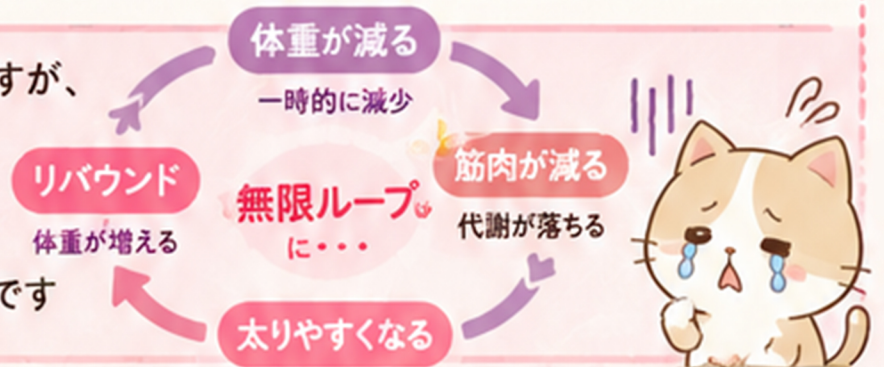 体重が減る
すが、
一時的に減少
筋肉が減る
リバウンド
無限ループ
代謝が落ちる
体重が増える
に・・・
です
太りやすくなる